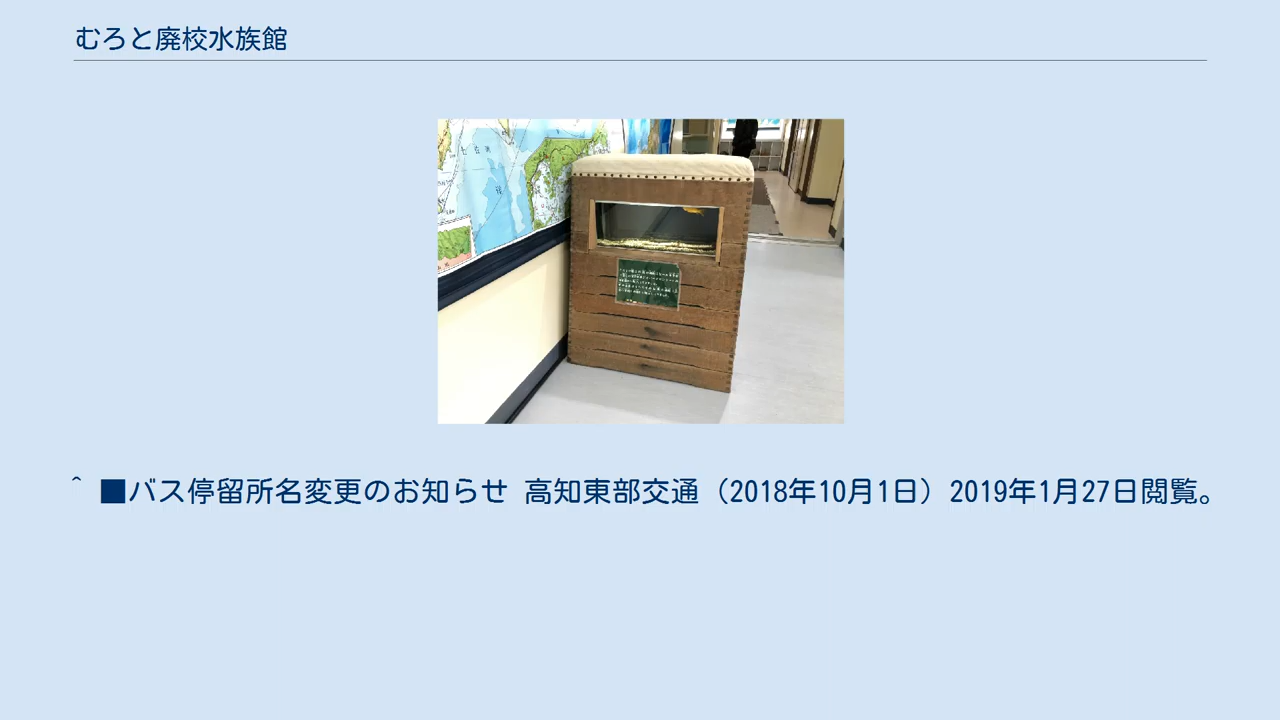 むろと廃校水族館
^ ■バス停留所名変更のお知らせ 高知東部交通（2018年10月1日）2019年1月27日閲覧。